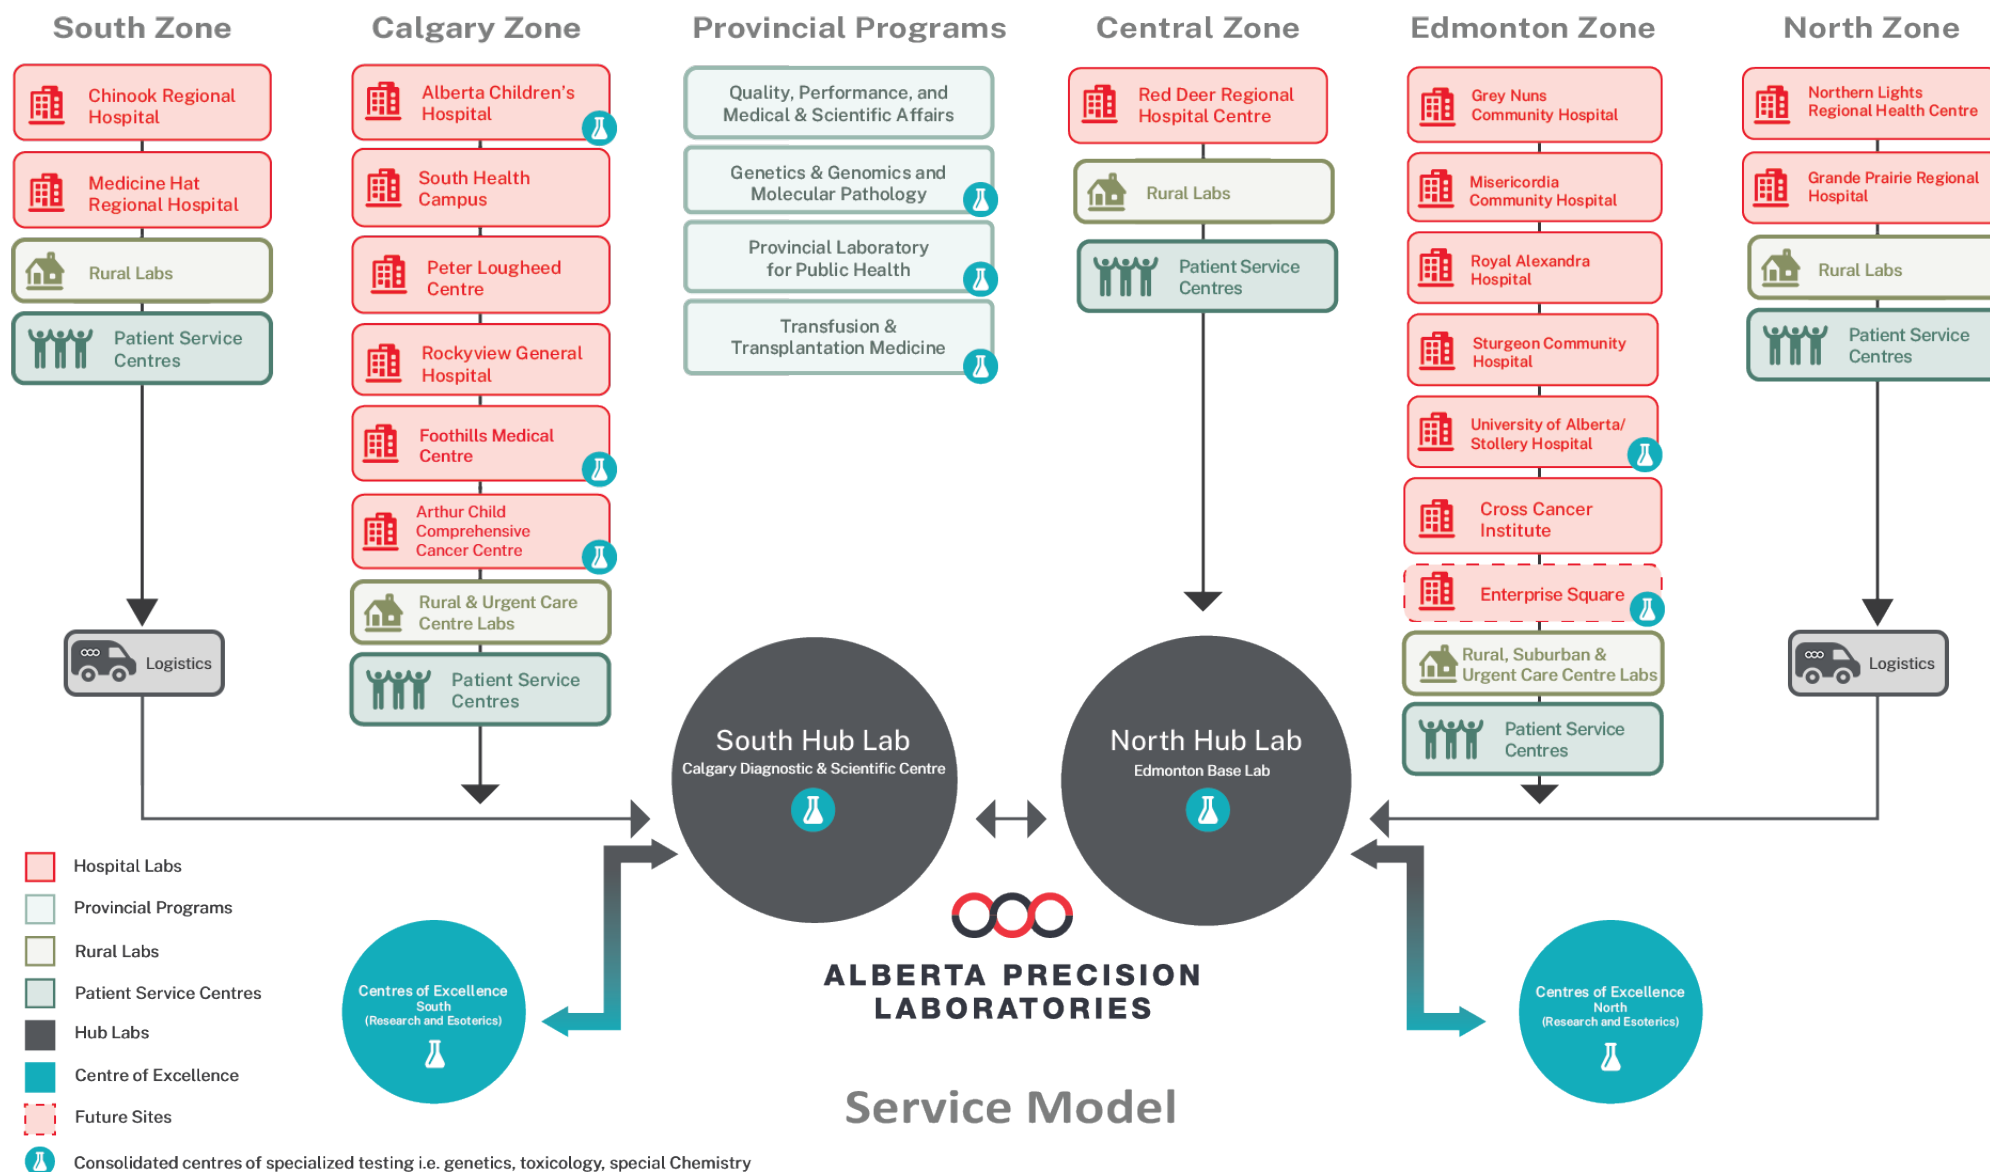 South Zone
Chinook Regional
Hospital
Medicine Hat
Regional Hospital
Rural Labs
Patient Service
Centres
Logistics
Calgary Zone
Alberta Children's
Hospital
South Health
Campus
Peter Lougheed
Centre
Rockyview General
Hospital
Foothills Medical
Centre
Arthur Child
Comprehensive
Cancer Centre
Rural & Urgent Care
Centre Labs
Patient Service
Centres
Provincial Programs
Quality, Performance, and
Medical & Scientific Affairs
Genetics & Genomics and
Molecular Pathology
Provincial Laboratory
for Public Health
Transfusion &
Transplantation Medicine
Central Zone
Red Deer Regional
Hospital Centre
Rural Labs
Patient Service
Centres
Edmonton Zone
Grey Nuns
Community Hospital
Misericordia
Community Hospital
Royal Alexandra
Hospital
Sturgeon Community
Hospital
University of Alberta/
Stollery Hospital
Cross Cancer
Institute
Enterprise Square
Rural, Suburban &
Urgent Care Centre Labs
Patient Service
Centres
North Zone
Northern Lights
Regional Health Centre
Grande Prairie Regional
Hospital
Rural Labs
Patient Service
Centres
Logistics
South Hub Lab
Calgary Diagnostic & Scientific Centre
North Hub Lab
Edmonton Base Lab
Hospital Labs
Provincial Programs
Rural Labs
Patient Service Centres
Hub Labs
Centre of Excellence
Future Sites
Consolidated centres of specialized testing i.e. genetics, toxicology, special Chemistry
Centres of Excellence
South
(Research and Esoterics)
ALBERTA PRECISION
LABORATORIES
Service Model
Centres of Excellence
North
(Research and Esoterics)